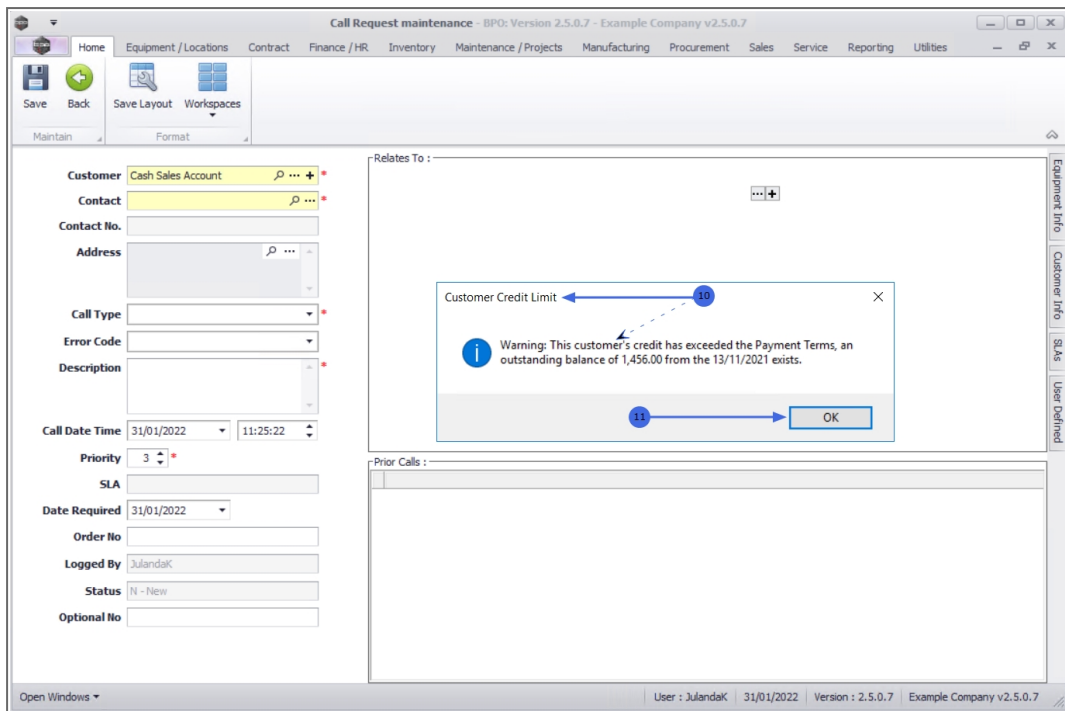 Call Request maintenance - BPO: Version 2.5.0.7 - Example Company v2.5.0.7
Home Equipment / Locations Contract Finance / HR Inventory Maintenance / Projects Manufacturing Procurement Sales Service Reporting Utilities
Save Back Save Layout Workspaces
Maintain Format
Customer Cash Sales Account *
Contact *
Contact No.
Address
Call Type *
Error Code
Description *
Call Date Time 31/01/2022 11:25:22
Priority 3 *
SLA
Date Required 31/01/2022
Order No
Logged By JulandaK
Status N - New
Optional No
Relates To :
Customer Credit Limit 10
Warning: This customer's credit has exceeded the Payment Terms, an
outstanding balance of 1,456.00 from the 13/11/2021 exists.
11 OK
Prior Calls :
Equipment Info
Customer Info
SLAs
User Defined
Open Windows User : JulandaK 31/01/2022 Version : 2.5.0.7 Example Company v2.5.0.7